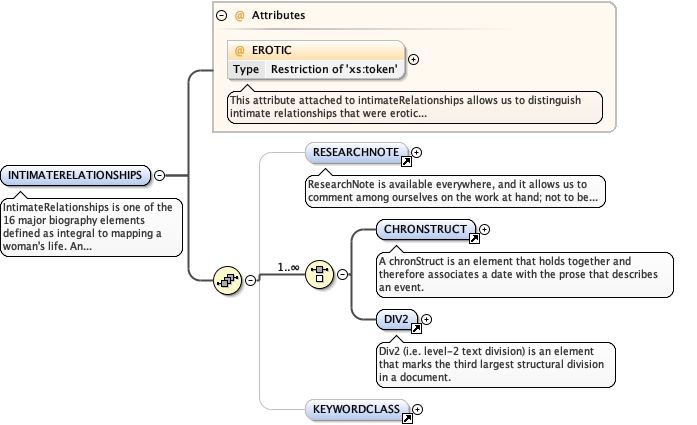 @ Attributes
@ EROTIC
Type Restriction of 'xs:token'
This attribute attached to intimateRelationships allows us to distinguish
intimate relationships that were erotic...
INTIMATERELATIONSHIPS
IntimateRelationships is one of the
16 major biography elements
defined as integral to mapping a
woman's life. An...
RESEARCHNOTE
ResearchNote is available everywhere, and it allows us to
comment among ourselves on the work at hand; not to be...
1..∞
CHRONSTRUCT
A chronStruct is an element that holds together and
therefore associates a date with the prose that describes
an event.
DIV2
Div2 (i.e. level-2 text division) is an element
that marks the third largest structural division
in a document.
KEYWORDCLASS